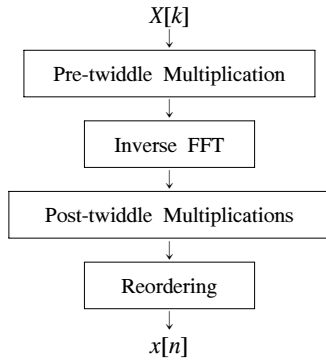 X[k]
Pre-twiddle Multiplication
Inverse FFT
Post-twiddle Multiplications
Reordering
x[n]